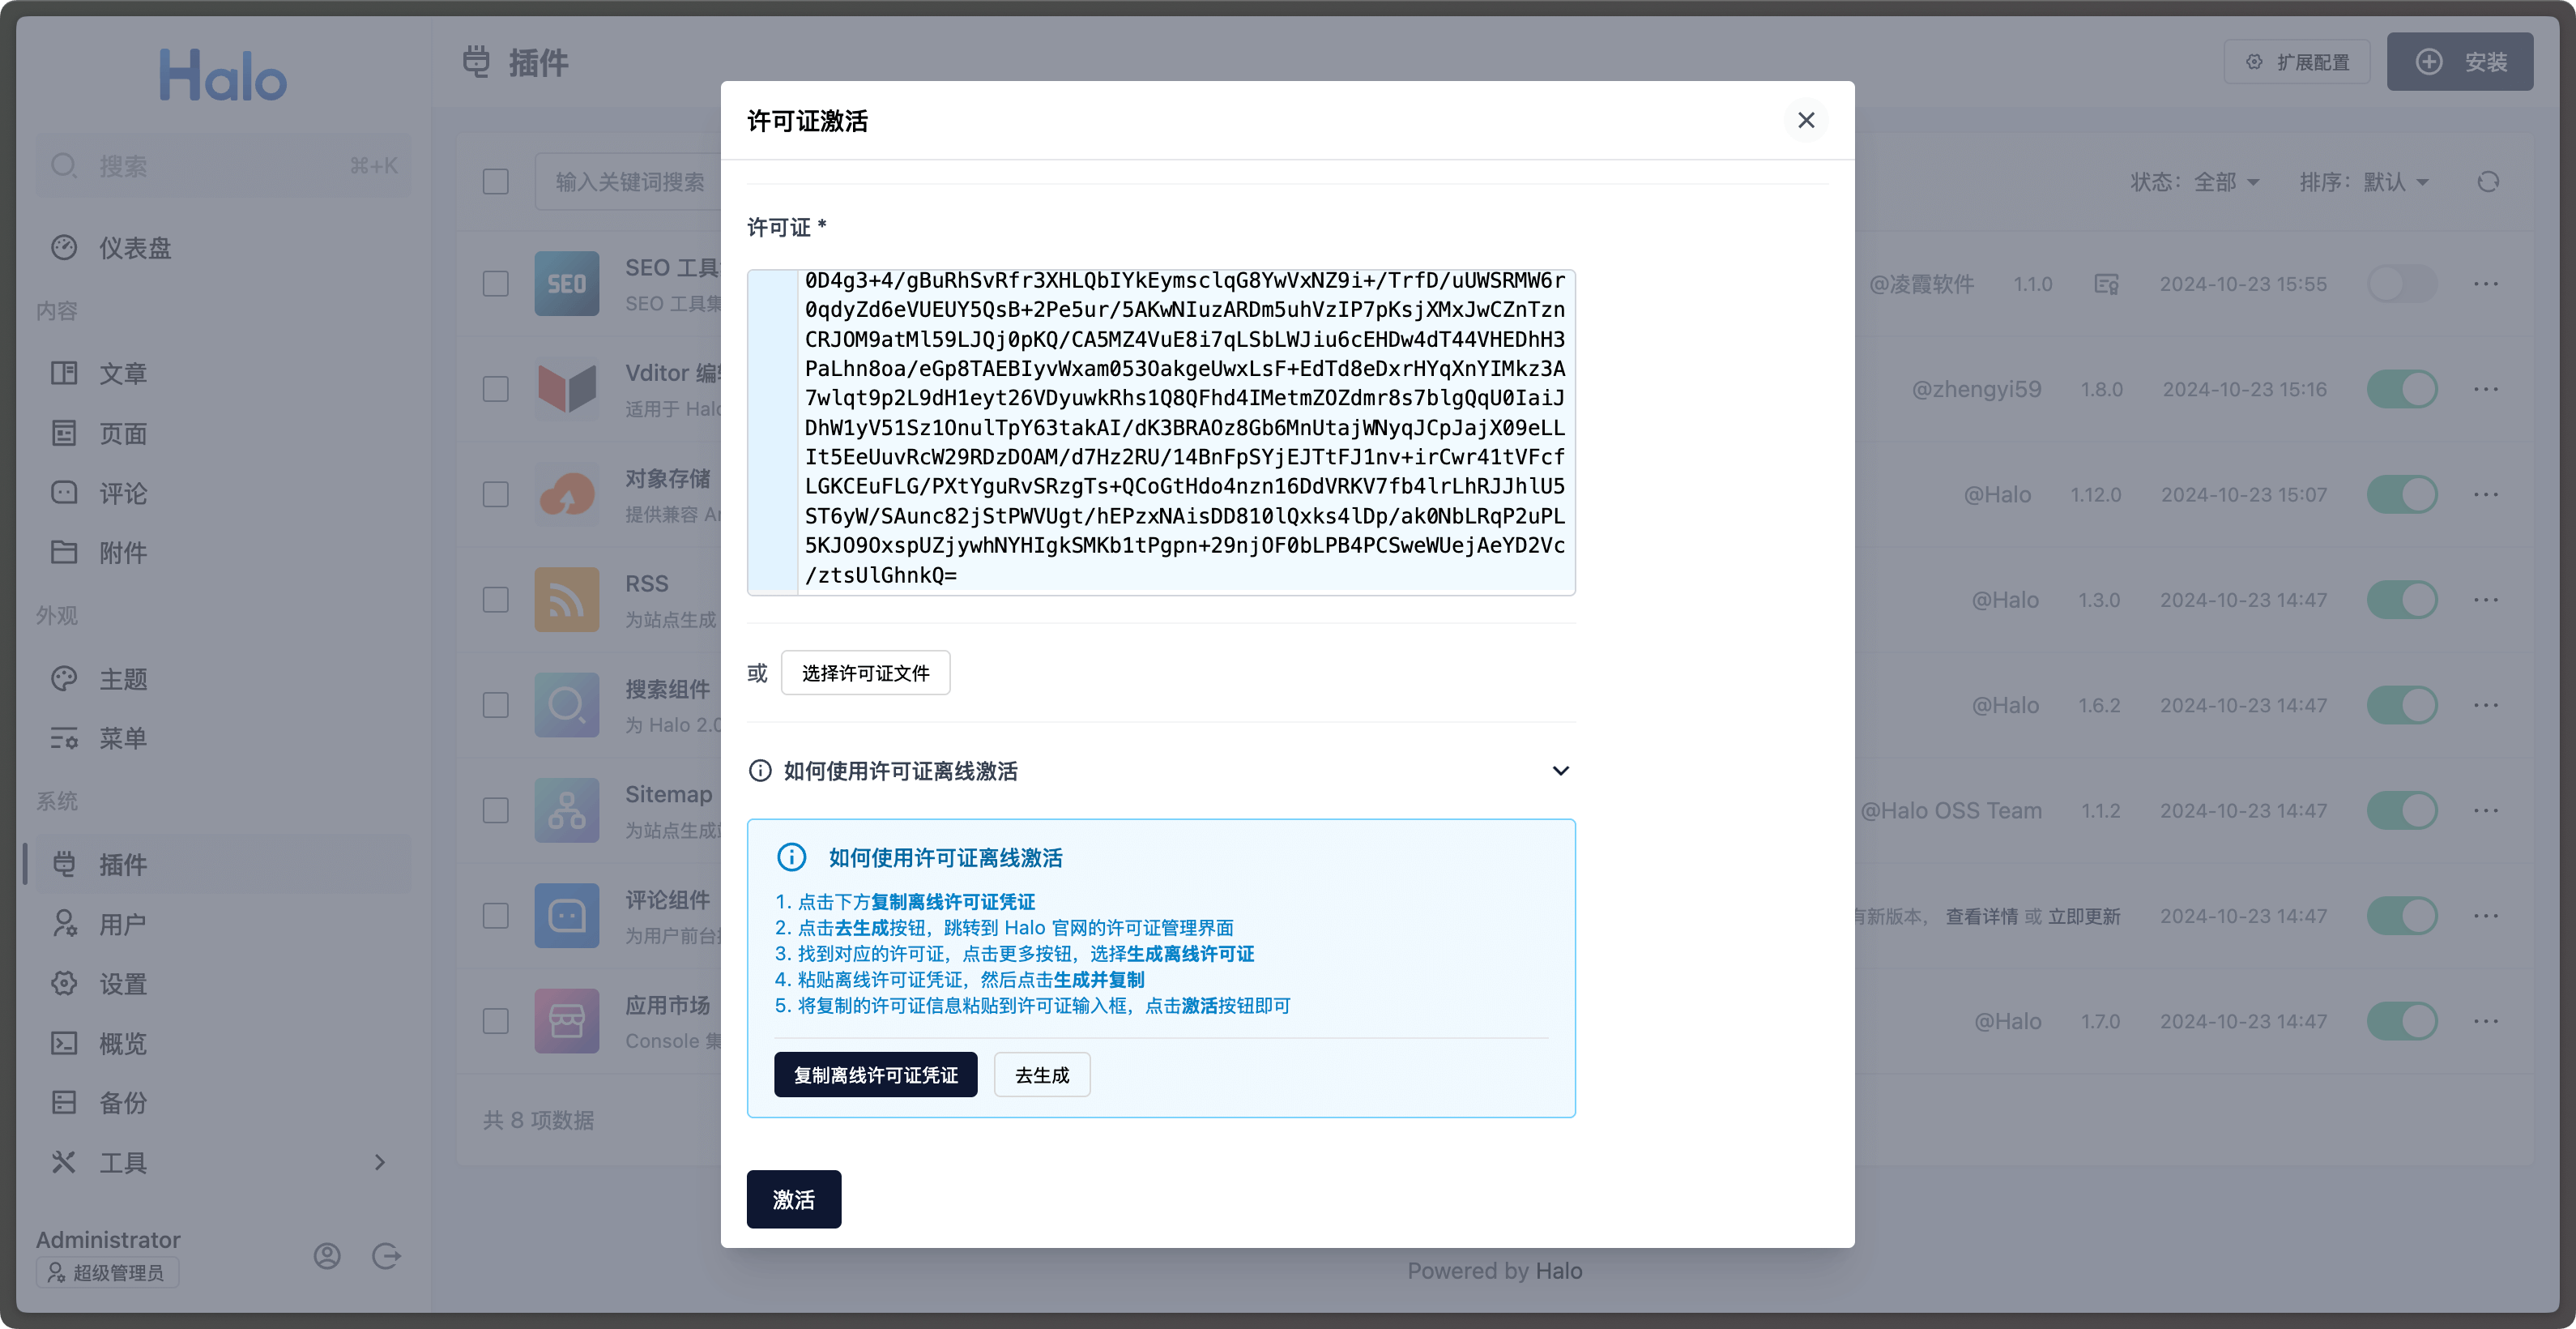 Halo
搜索
⌘+K
仪表盘
内容
文章
页面
评论
附件
外观
主题
菜单
系统
插件
用户
设置
概览
备份
工具
Administrator
超级管理员
插件
扩展配置
安装
输入关键词搜索
状态：全部
排序：默认
SEO
SEO 工具
SEO 工具集
@凌霞软件
1.1.0
2024-10-23 15:55
Vditor 编辑
适用于 Halo
@zhengyi59
1.8.0
2024-10-23 15:16
对象存储
提供兼容
@Halo
1.12.0
2024-10-23 15:07
RSS
为站点生成
@Halo
1.3.0
2024-10-23 14:47
搜索组件
为 Halo 2.0
@Halo
1.6.2
2024-10-23 14:47
Sitemap
为站点生成
@Halo OSS Team
1.1.2
2024-10-23 14:47
评论组件
为用户前台
有新版本，查看详情 或 立即更新
2024-10-23 14:47
应用市场
Console 集
@Halo
1.7.0
2024-10-23 14:47
共 8 项数据
许可证激活
许可证 *
0D4g3+4/gBuRhSvRfr3XHLQbIYkEymsclqG8YwVxNZ9i+/TrfD/uUWSRMW6r
0qdyZd6eVUEUY5QsB+2Pe5ur/5AKwNIuzARDm5uhVzIP7pKsjXMxJwCZnTzn
CRJOM9atMl59LJQj0pKQ/CA5MZ4VuE8i7qLSbLWJiu6cEHDw4dT44VHEDhH3
PaLhn8oa/eGp8TAEBIyvWxam053OakgeUwxLsF+EdTd8eDxrHYqXnYIMkz3A
7wlqt9p2L9dH1eyt26VDyuwkRhs1Q8QFhd4IMetmZOZdmr8s7blgQqU0IaiJ
DhW1yV51Sz1OnulTpY63takAI/dK3BRAOz8Gb6MnUtajWNyqJCpJajX09eLL
It5EeUuvRcW29RDzDOAM/d7Hz2RU/14BnFpSYjEJTtFJ1nv+irCwr41tVFcf
LGKCEuFLG/PXtYguRvSRzgTs+QCoGtHdo4nzn16DdVRKV7fb4lrLhRJJhlU5
ST6yW/SAunc82jStPWVUgt/hEPzxNAisDD810lQxks4lDp/ak0NbLRqP2uPL
5KJO9OxspUZjywhNYHIgkSMKb1tPgpn+29njOF0bLPB4PCSweWUejAeYD2Vc
/ztsUlGhnkQ=
或
选择许可证文件
如何使用许可证离线激活
如何使用许可证离线激活
1. 点击下方复制离线许可证凭证
2. 点击去生成按钮，跳转到 Halo 官网的许可证管理界面
3. 找到对应的许可证，点击更多按钮，选择生成离线许可证
4. 粘贴离线许可证凭证，然后点击生成并复制
5. 将复制的许可证信息粘贴到许可证输入框，点击激活按钮即可
复制离线许可证凭证
去生成
激活
Powered by Halo